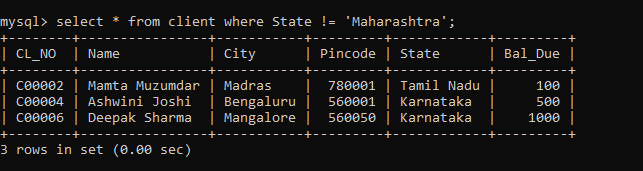 mysql> select * from client where State != 'Maharashtra';
+--------+----------------+-----------+---------+------------+---------+
| CL_NO  | Name           | City      | Pincode | State      | Bal_Due |
+--------+----------------+-----------+---------+------------+---------+
| C00002 | Mamta Muzumdar | Madras    |  780001 | Tamil Nadu |     100 |
| C00004 | Ashwini Joshi  | Bengaluru |  560001 | Karnataka  |     500 |
| C00006 | Deepak Sharma  | Mangalore |  560050 | Karnataka  |    1000 |
+--------+----------------+-----------+---------+------------+---------+
3 rows in set (0.00 sec)